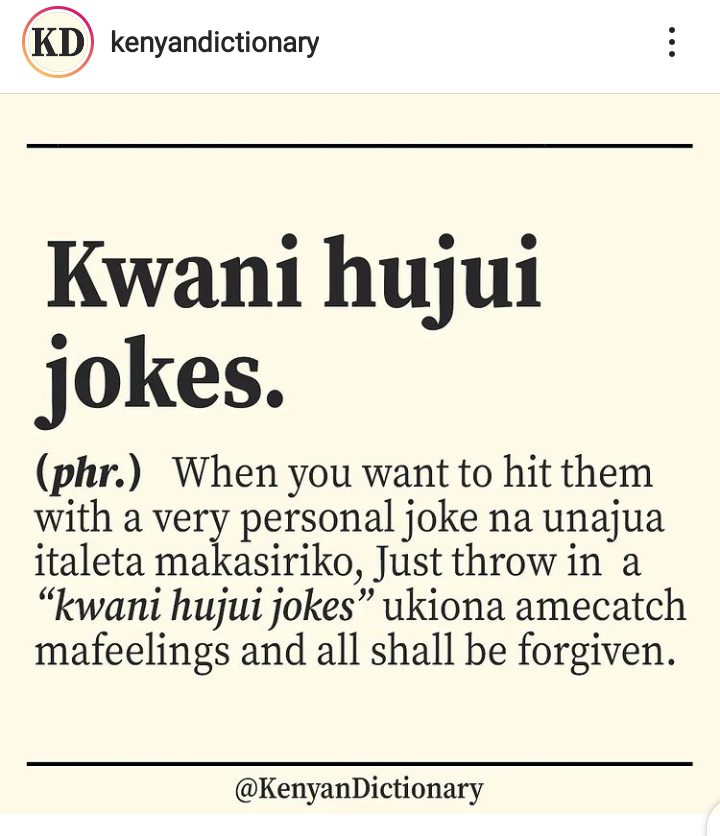 KD kenyandictionary
Kwani hujui
jokes.
(phr.) When you want to hit them
with a very personal joke na unajua
italeta makasiriko, Just throw in a
“kwani hujui jokes” ukiona amecatch
mafeelings and all shall be forgiven.
@KenyanDictionary